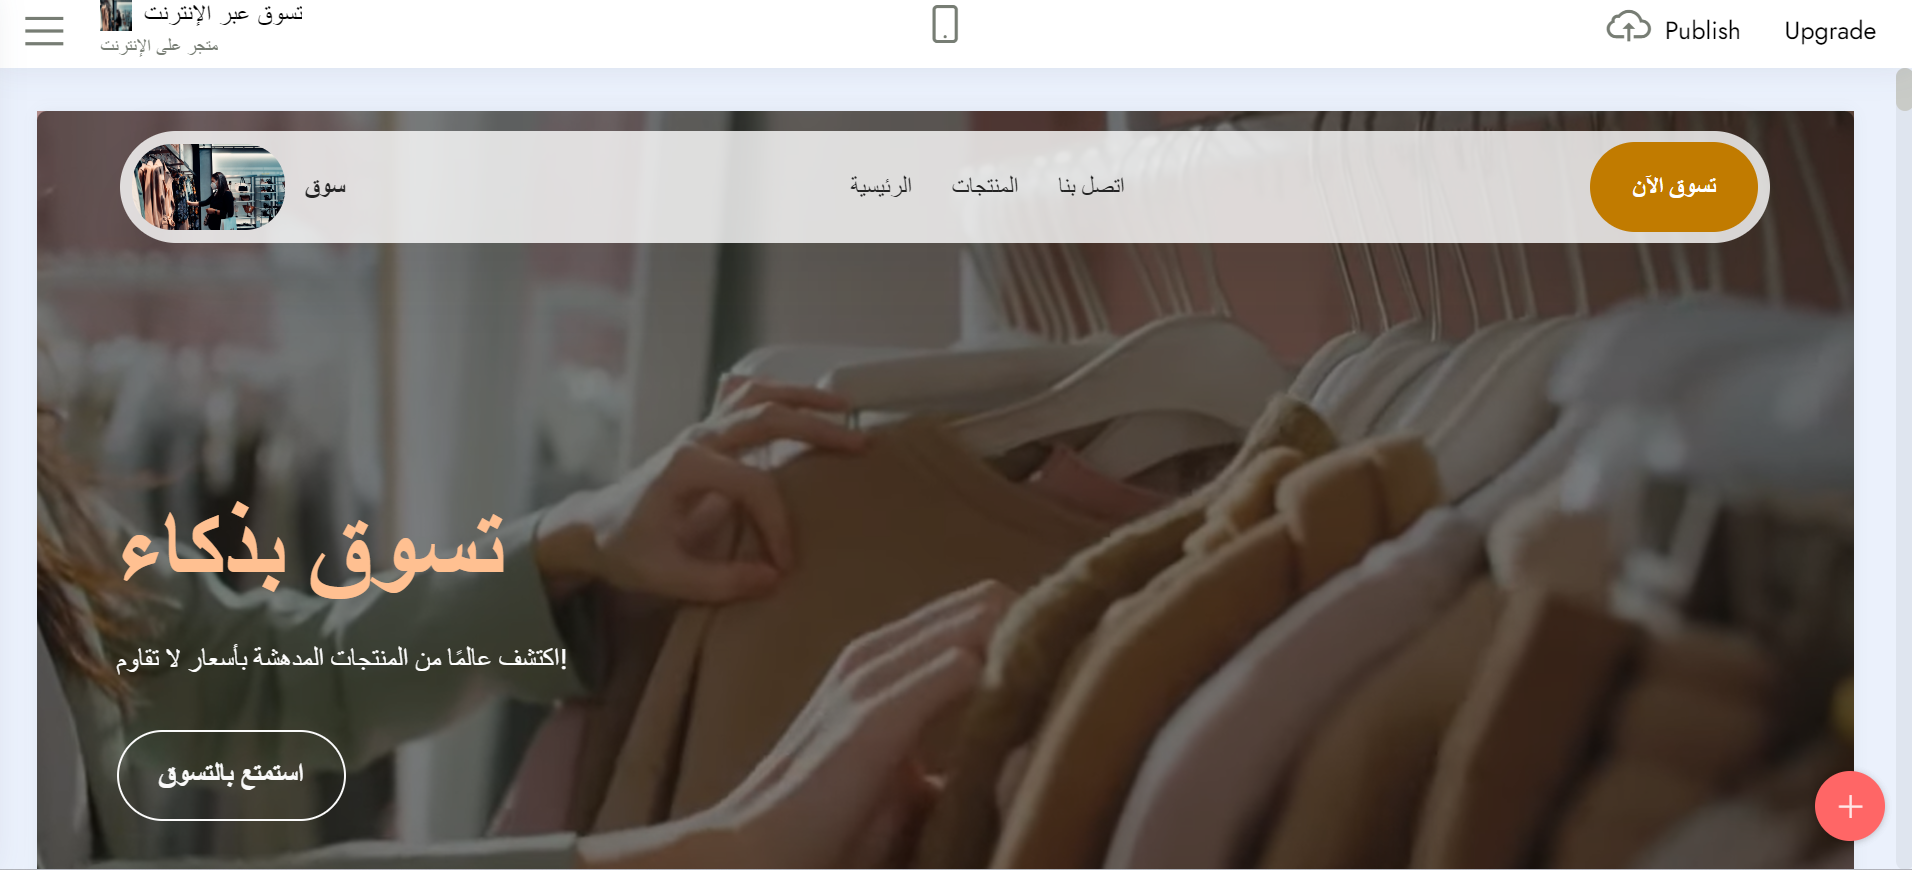 تسوق عبر الإنترنت
متجر على الإنترنت
Publish
Upgrade
سوق
الرئيسية
المنتجات
اتصل بنا
تسوق الآن
تسوق بذكاء
اكتشف عالمًا من المنتجات المدهشة بأسعار لا تقاوم!
استمتع بالتسوق